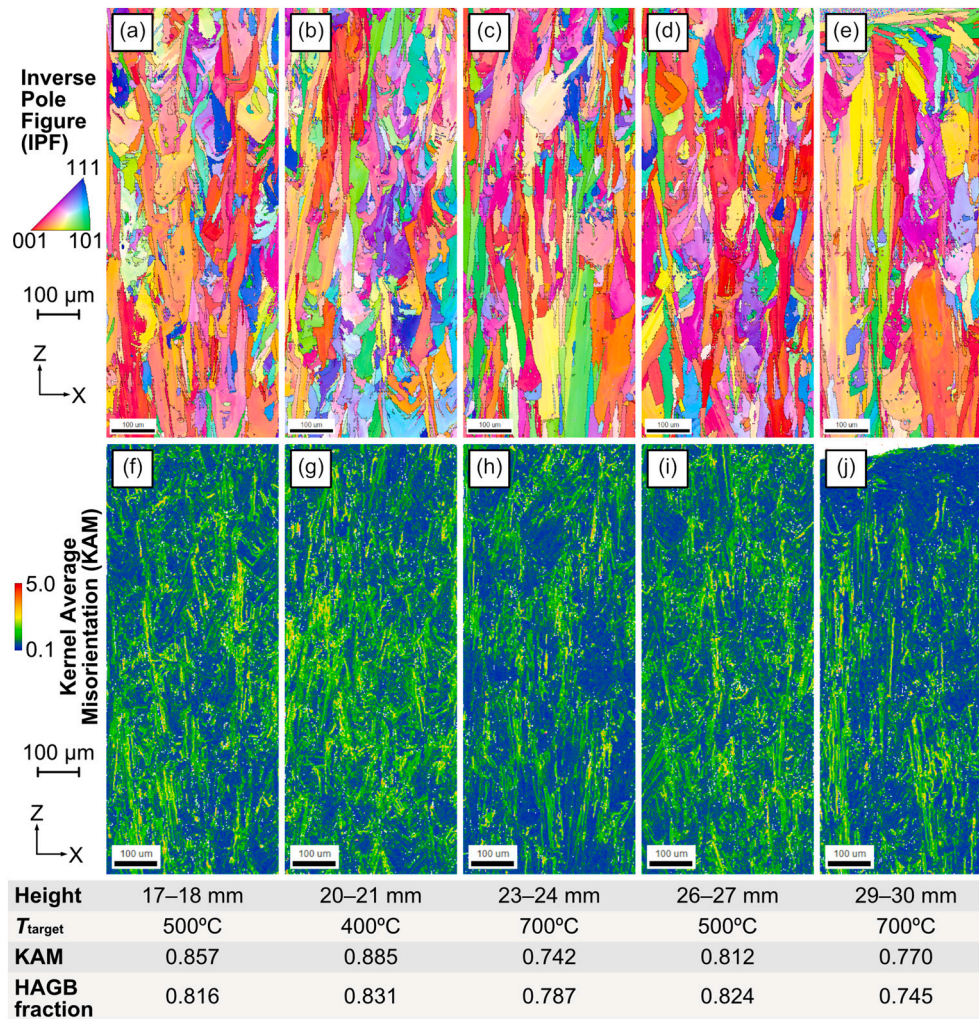 (a) (b) (c) (d) (e)
Inverse
Pole
Figure
(IPF)
111
001 101
100 μm
Z
X
100 um 100 um 100 um 100 um 100 um
(f) (g) (h) (i) (j)
Kernel Average
Misorientation (KAM)
5.0
0.1
100 μm
Z
X
100 um 100 um 100 um 100 um 100 um
Height 17–18 mm 20–21 mm 23–24 mm 26–27 mm 29–30 mm
Ttarget 500ºC 400ºC 700ºC 500ºC 700ºC
KAM 0.857 0.885 0.742 0.812 0.770
HAGB
fraction 0.816 0.831 0.787 0.824 0.745